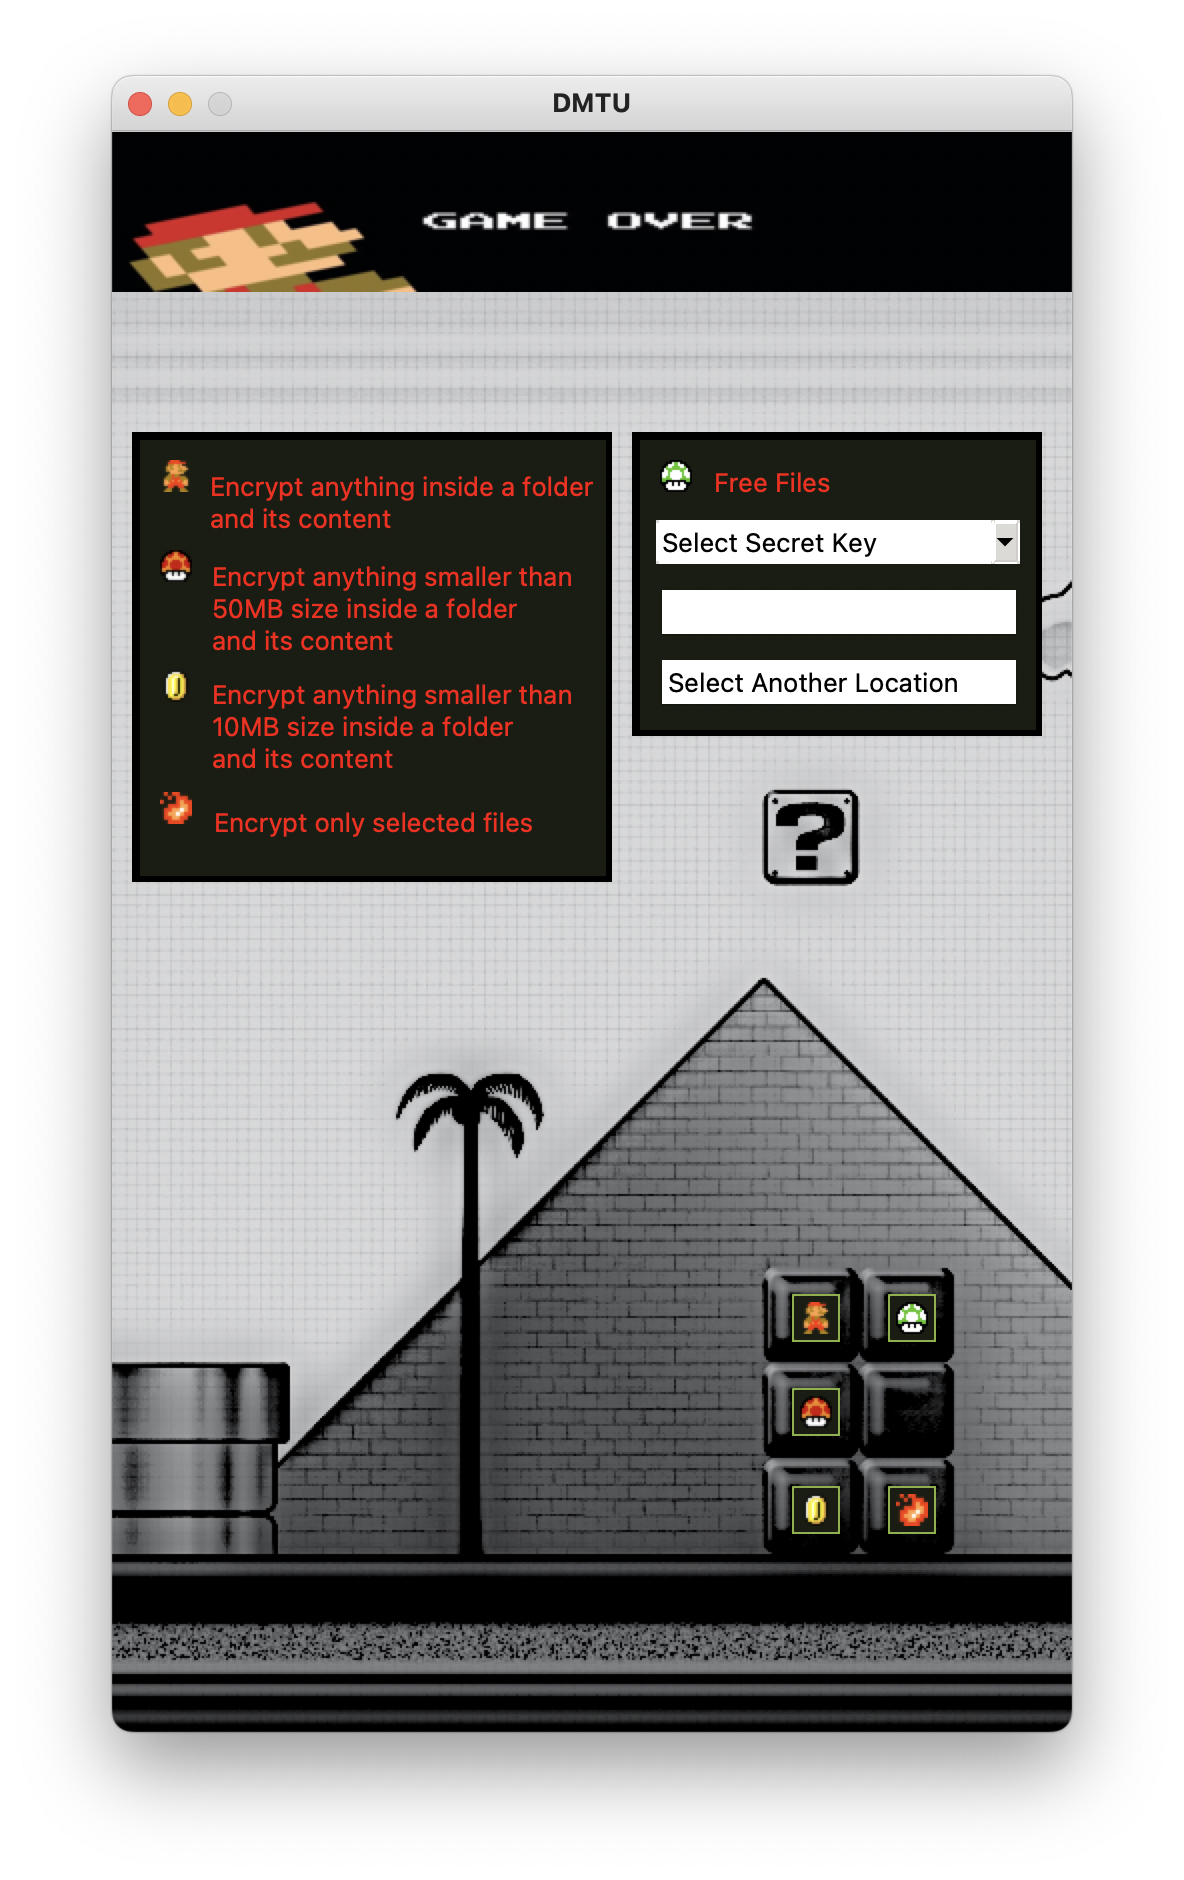 DMTU
GAME OVER
Encrypt anything inside a folder
and its content
Encrypt anything smaller than
50MB size inside a folder
and its content
Encrypt anything smaller than
10MB size inside a folder
and its content
Encrypt only selected files
Free Files
Select Secret Key
Select Another Location
?